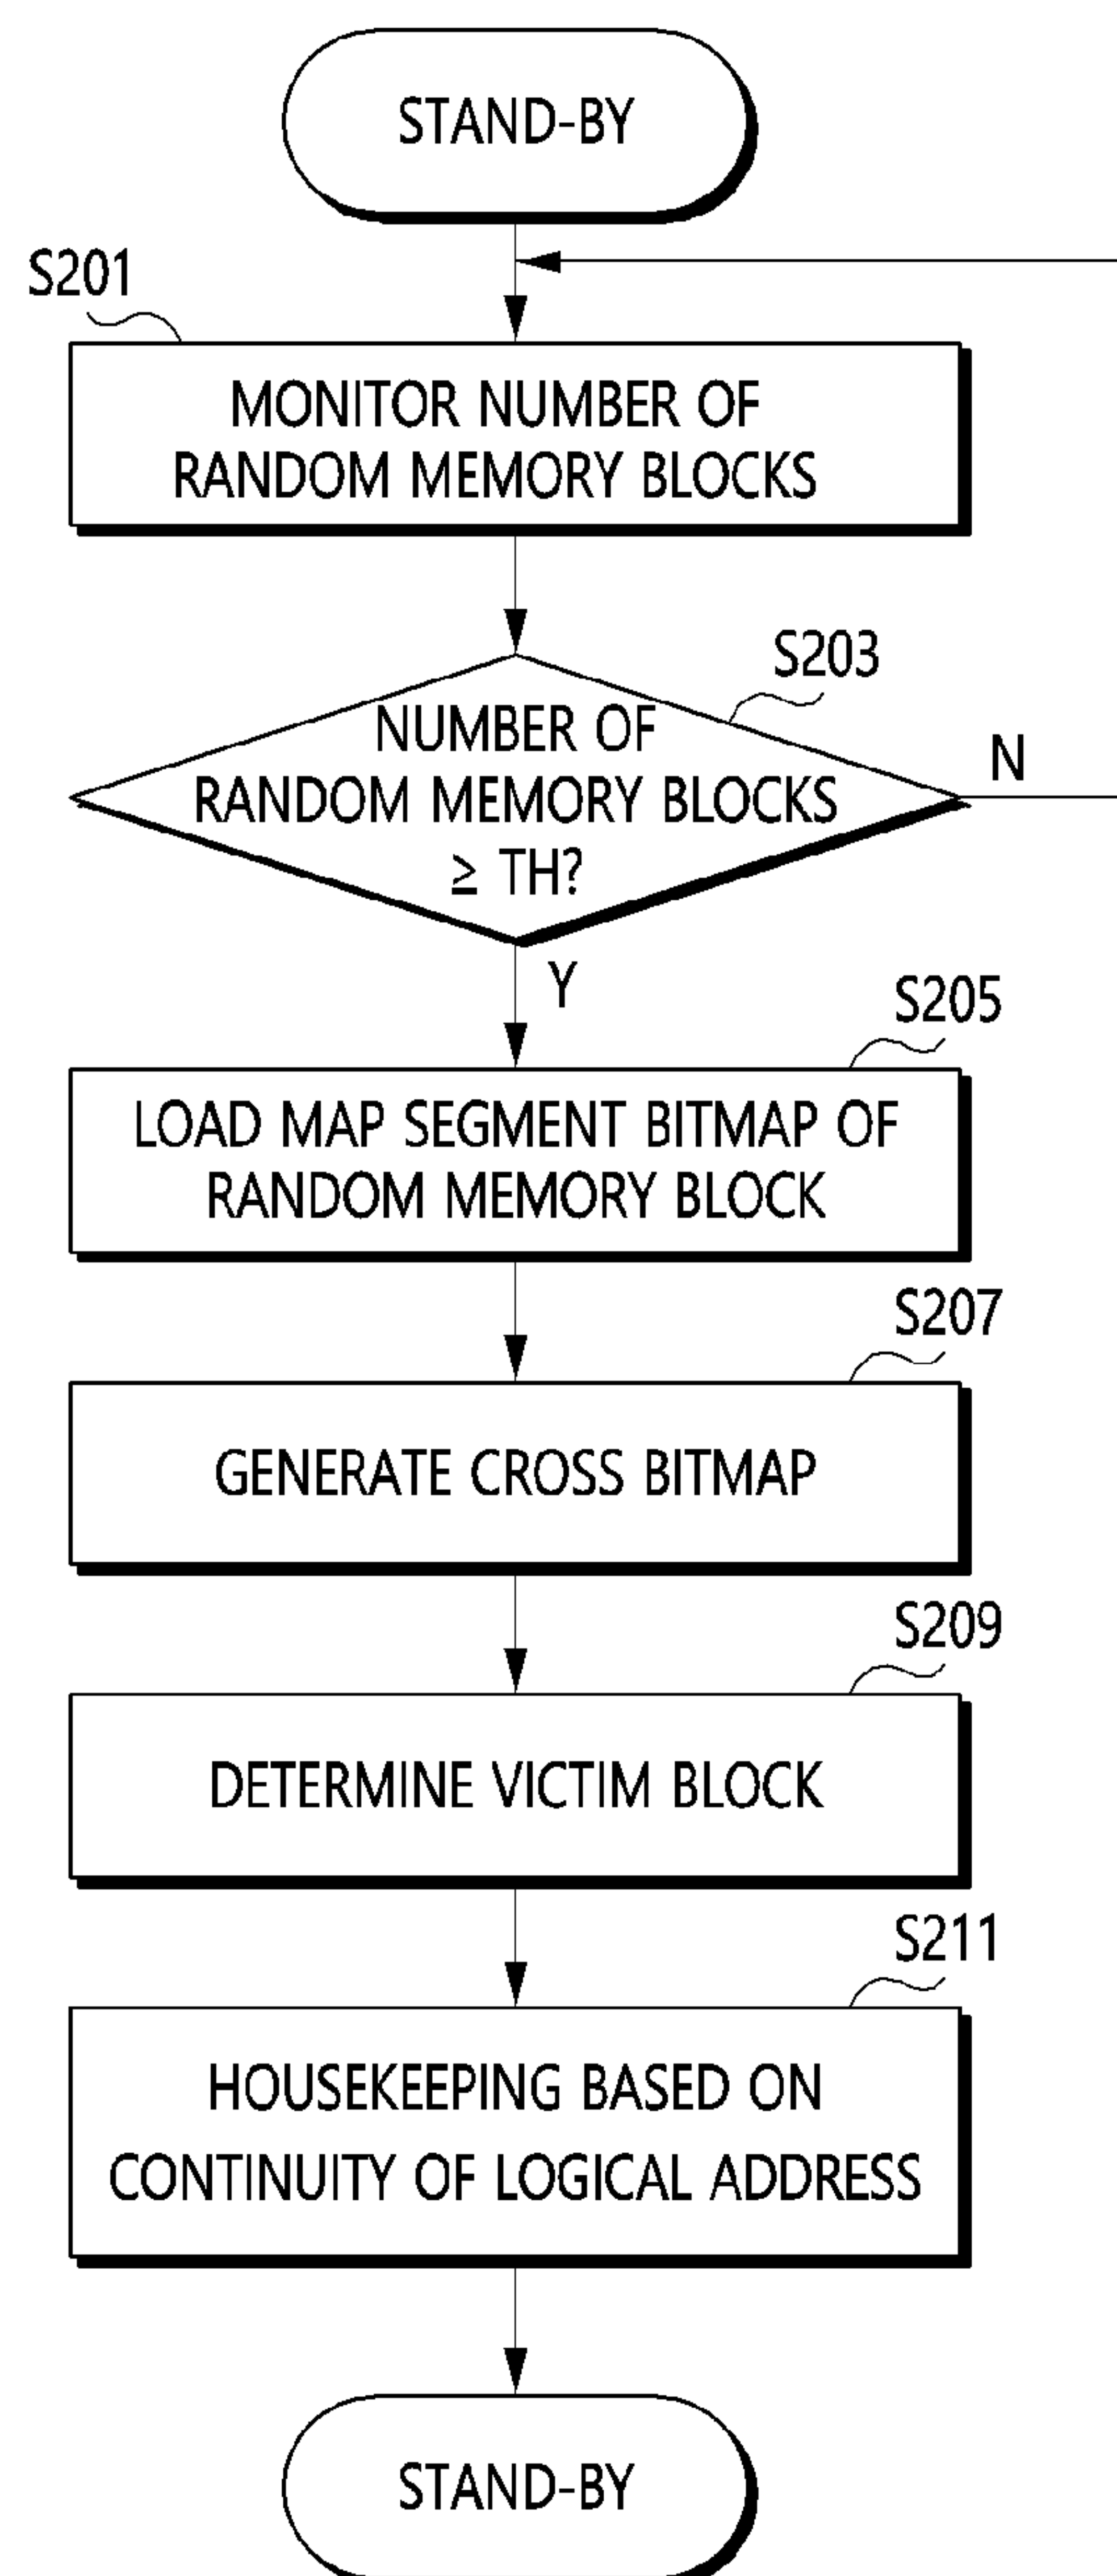 STAND-BY
S201
MONITOR NUMBER OF
RANDOM MEMORY BLOCKS
S203
NUMBER OF
RANDOM MEMORY BLOCKS
≥ TH?
N
Y
S205
LOAD MAP SEGMENT BITMAP OF
RANDOM MEMORY BLOCK
S207
GENERATE CROSS BITMAP
S209
DETERMINE VICTIM BLOCK
S211
HOUSEKEEPING BASED ON
CONTINUITY OF LOGICAL ADDRESS
STAND-BY